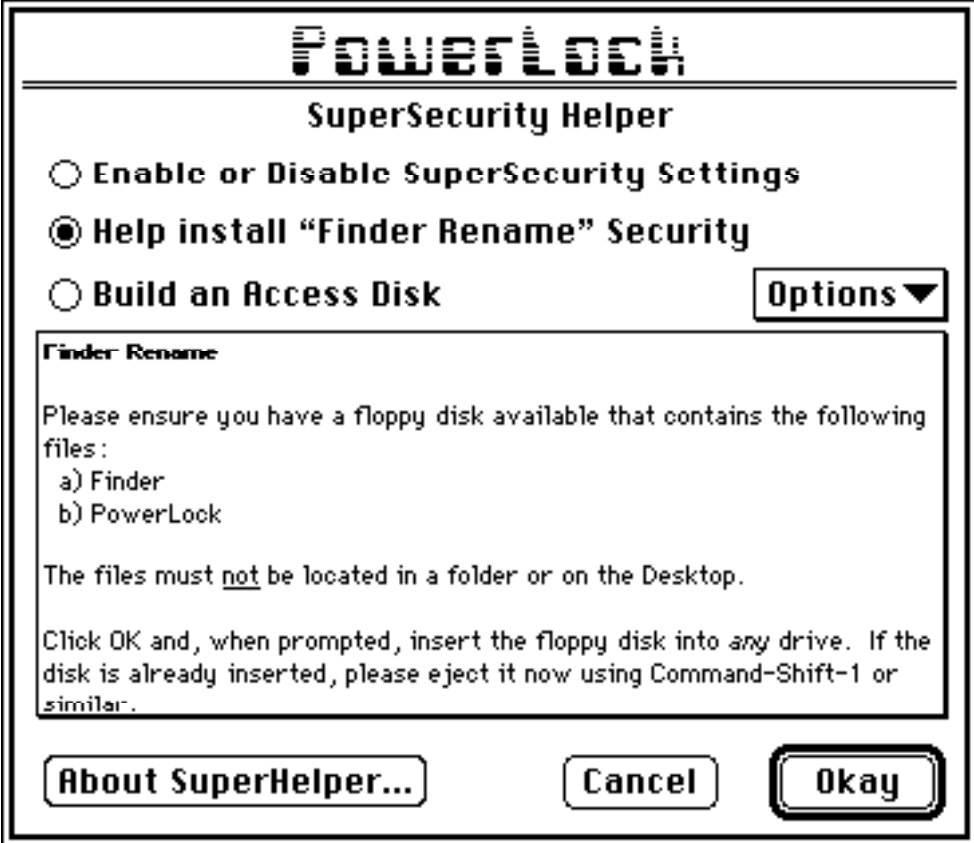 PowerLock
SuperSecurity Helper
Enable or Disable SuperSecurity Settings
Help install “Finder Rename” Security
Build an Access Disk
Options
Finder Rename
Please ensure you have a floppy disk available that contains the following
files:
a) Finder
b) PowerLock
The files must not be located in a folder or on the Desktop.
Click OK and, when prompted, insert the floppy disk into any drive. If the
disk is already inserted, please eject it now using Command-Shift-1 or
similar.
About SuperHelper...
Cancel
Okay